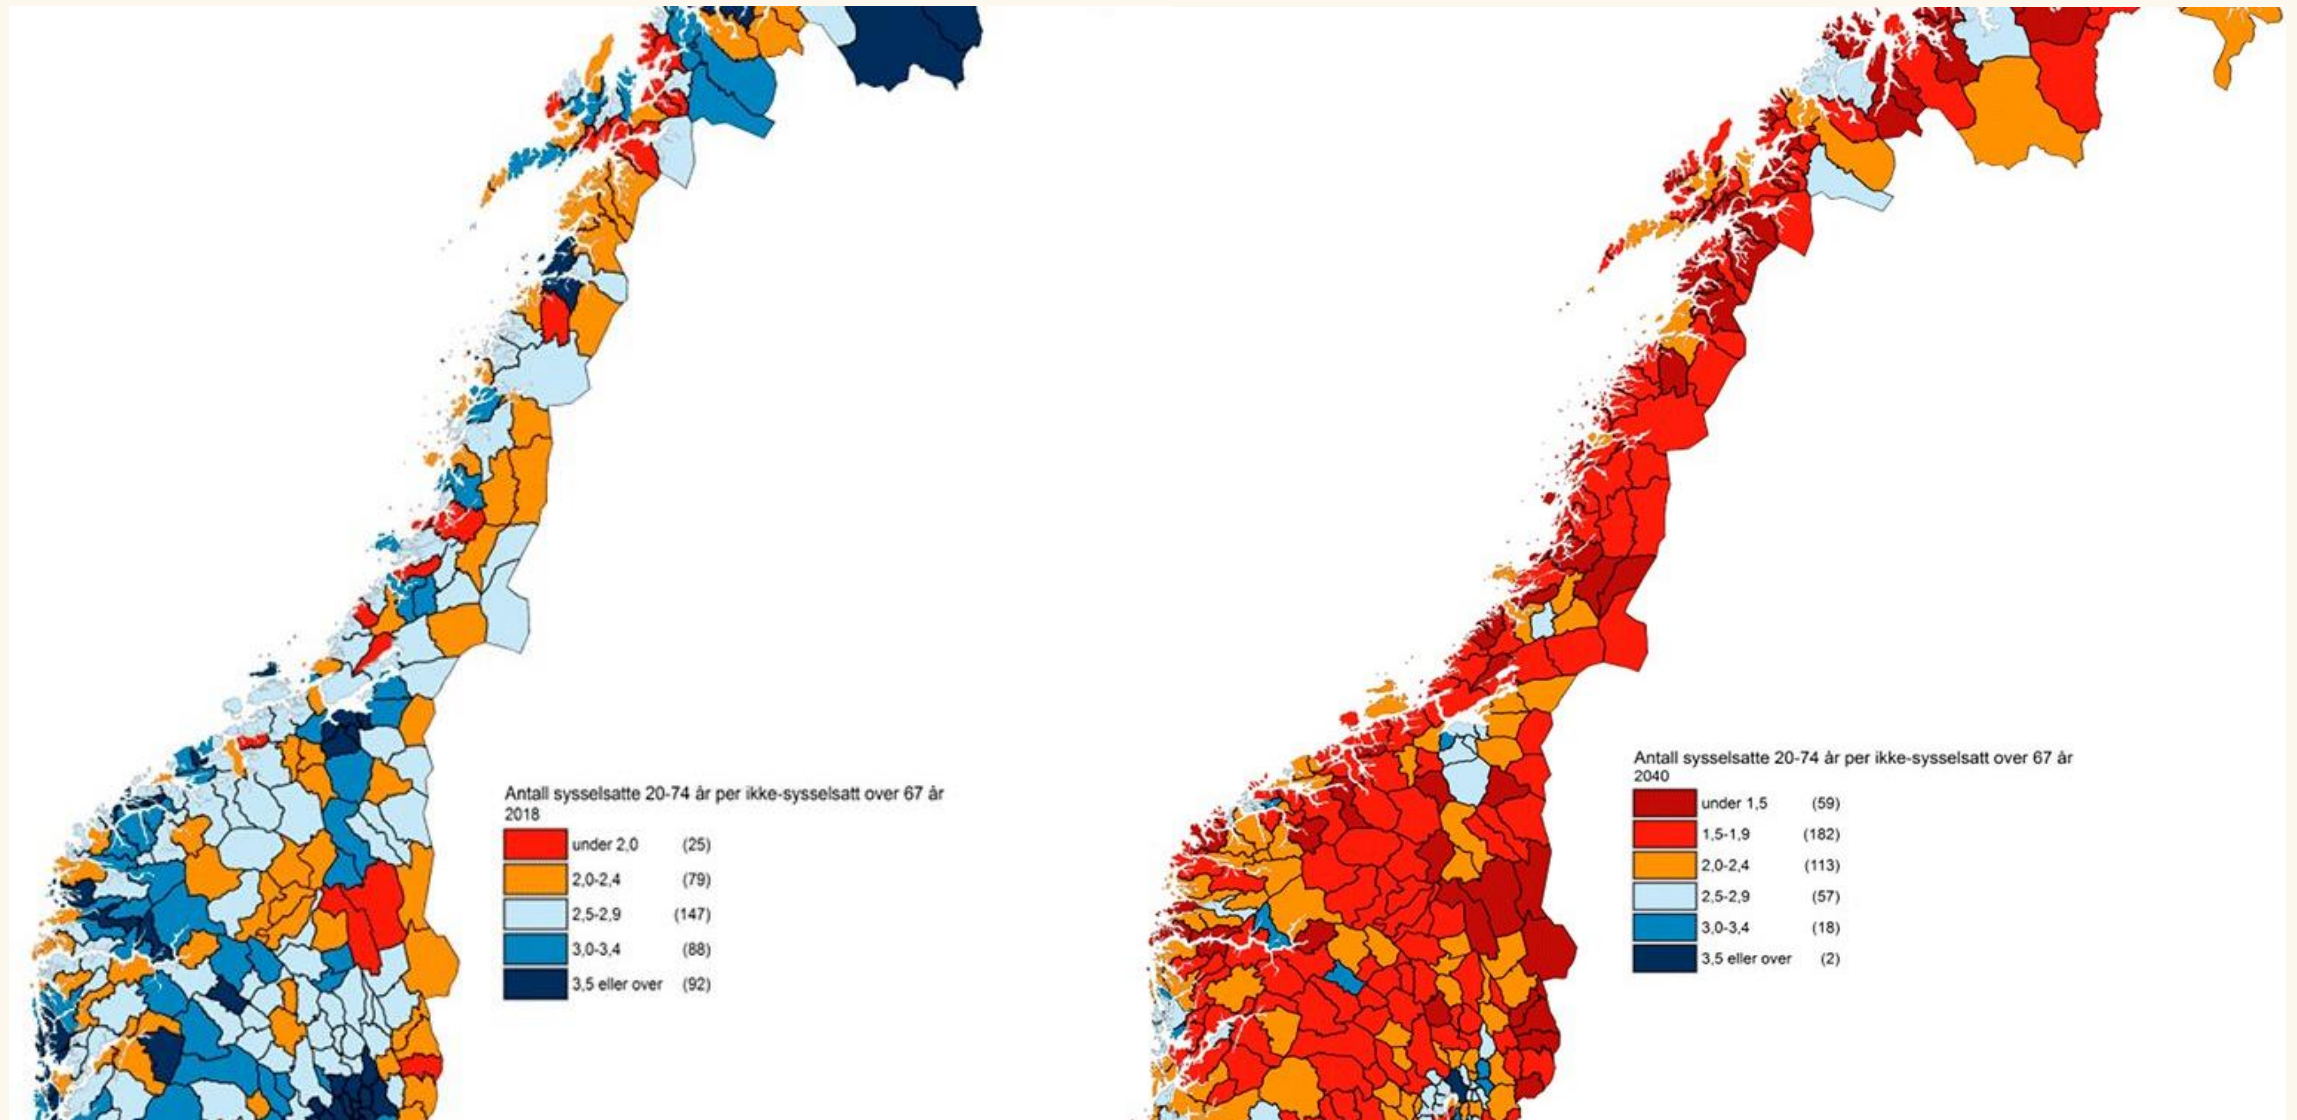 Antall sysselsatte 20-74 år per ikke-sysselsatt over 67 år
2018
under 2,0 (25)
2,0-2,4 (79)
2,5-2,9 (147)
3,0-3,4 (88)
3,5 eller over (92)
Antall sysselsatte 20-74 år per ikke-sysselsatt over 67 år
2040
under 1,5 (59)
1,5-1,9 (182)
2,0-2,4 (113)
2,5-2,9 (57)
3,0-3,4 (18)
3,5 eller over (2)